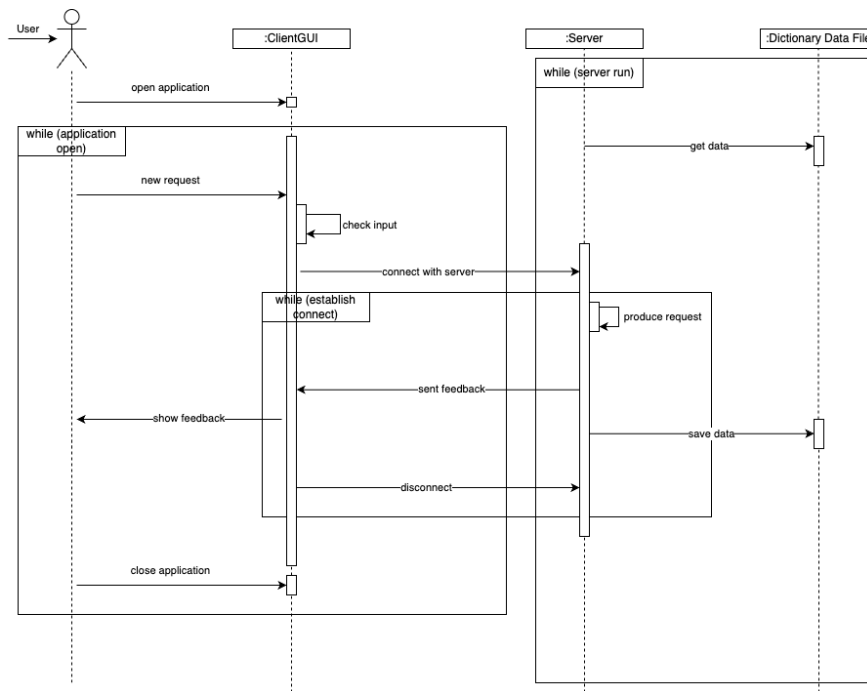 User
:ClientGUI
:Server
:Dictionary Data File
while (server run)
open application
while (application
open)
get data
new request
check input
connect with server
while (establish
connect)
produce request
sent feedback
show feedback
save data
disconnect
close application